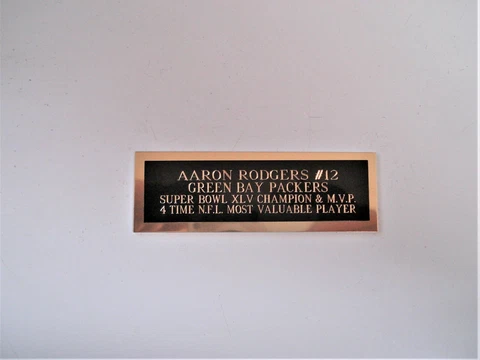 AARON RODGERS #12
GREEN BAY PACKERS
SUPER BOWL XLV CHAMPION & M.V.P.
4 TIME N.F.L. MOST VALUABLE PLAYER